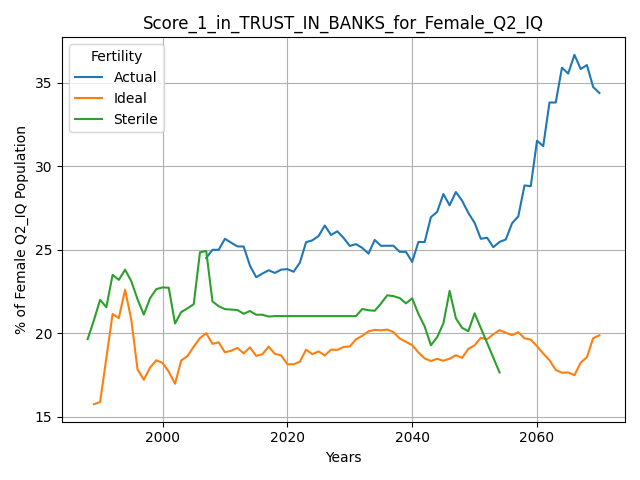 Score_1_in_TRUST_IN_BANKS_for_Female_Q2_IQ
Fertility
Actual
Ideal
Sterile
% of Female Q2_IQ Population
35
30
25
20
15
2000
2020
2040
2060
Years